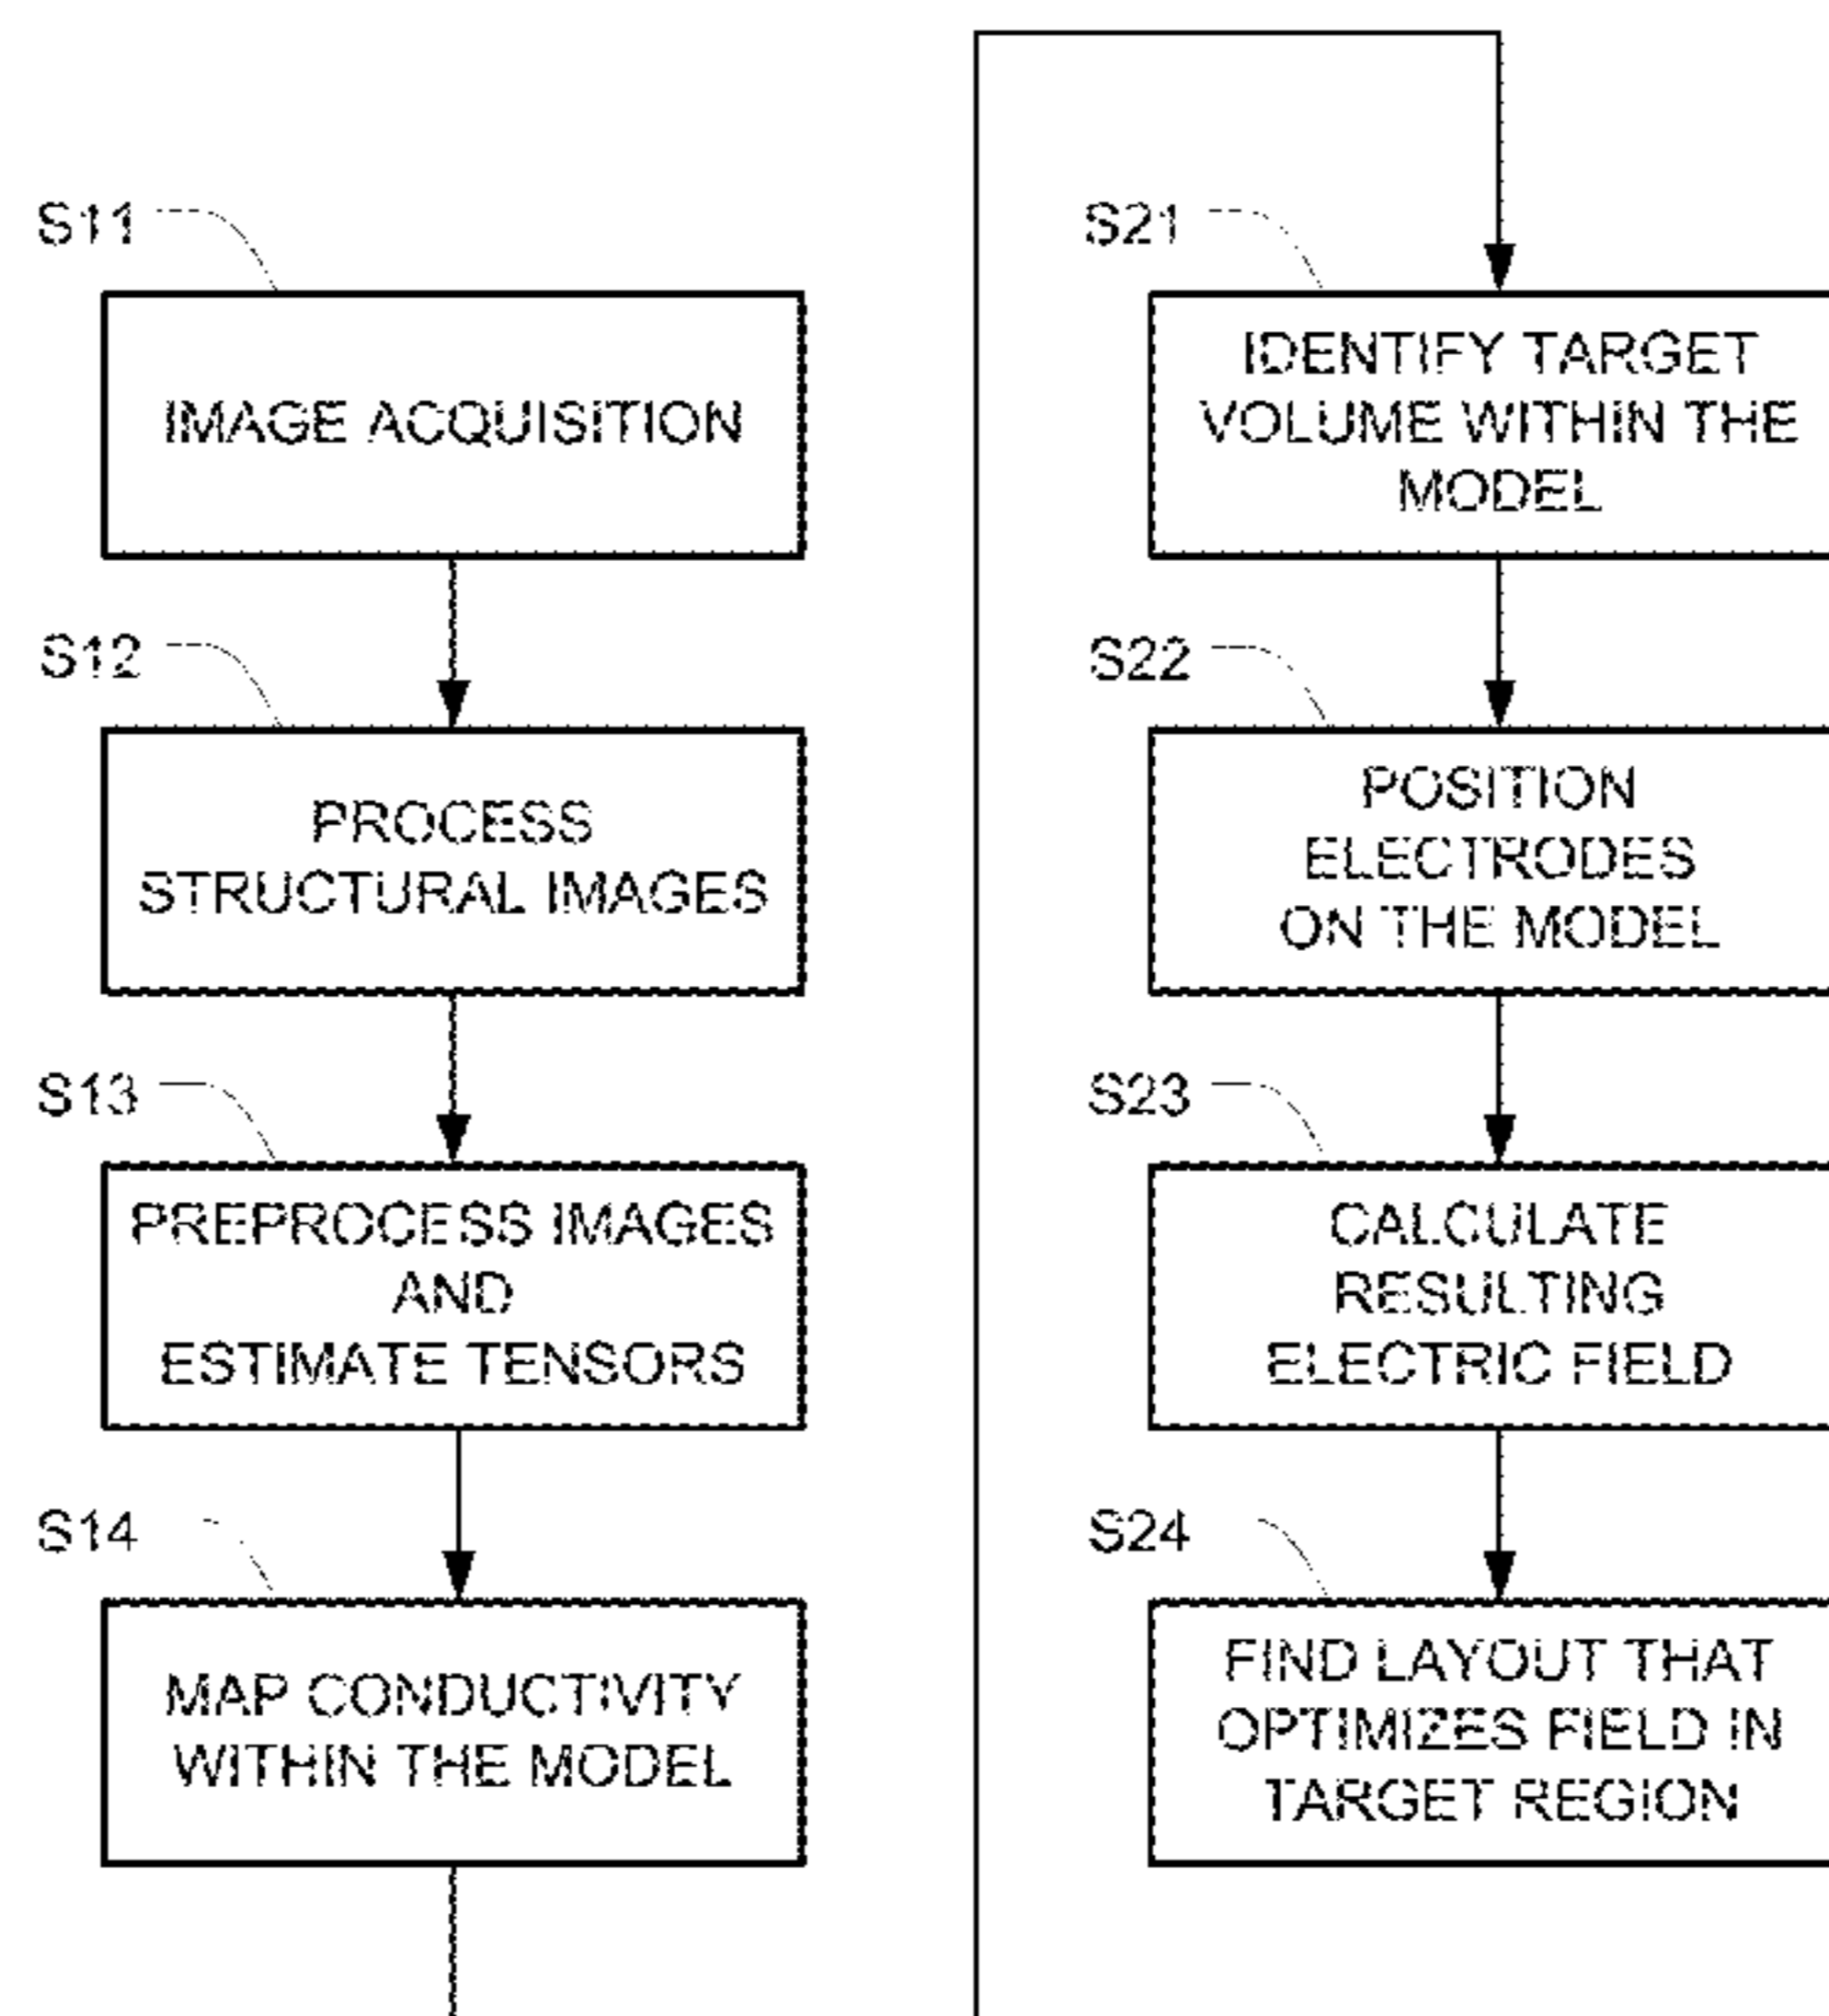 S11
IMAGE ACQUISITION
S12
PROCESS
STRUCTURAL IMAGES
S13
PREPROCESS IMAGES
AND
ESTIMATE TENSORS
S14
MAP CONDUCTIVITY
WITHIN THE MODEL
S21
IDENTIFY TARGET
VOLUME WITHIN THE
MODEL
S22
POSITION
ELECTRODES
ON THE MODEL
S23
CALCULATE
RESULTING
ELECTRIC FIELD
S24
FIND LAYOUT THAT
OPTIMIZES FIELD IN
TARGET REGION